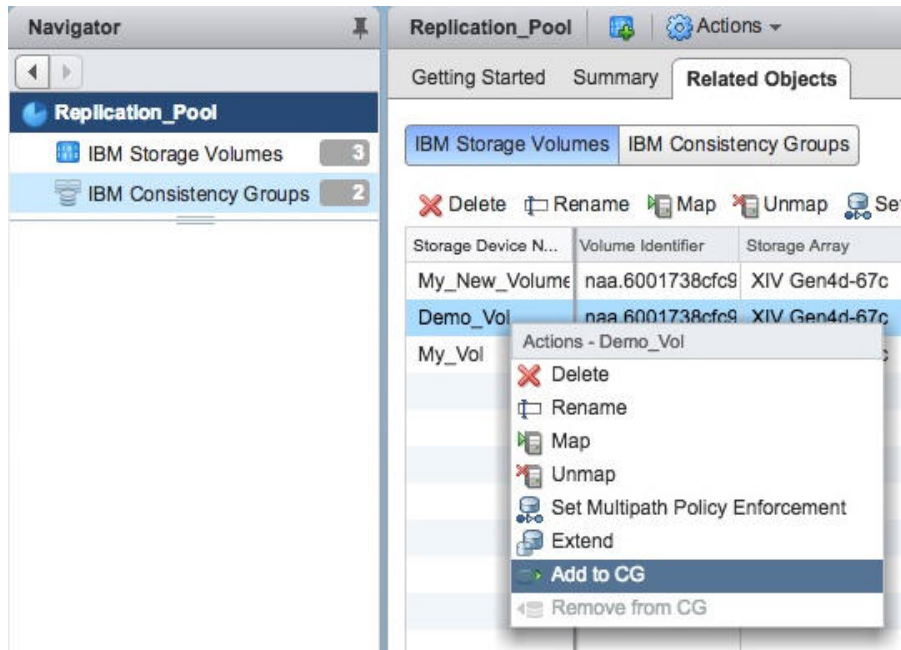 Navigator
Replication_Pool
IBM Storage Volumes 3
IBM Consistency Groups 2
Replication_Pool Actions
Getting Started Summary Related Objects
IBM Storage Volumes IBM Consistency Groups
Delete Rename Map Unmap Se
Storage Device N... Volume Identifier Storage Array
My_New_Volume naa.6001738cfc9 XIV Gen4d-67c
Demo_Vol naa.6001738cfc9 XIV Gen4d-67c
My_Vol
Actions - Demo_Vol
Delete
Rename
Map
Unmap
Set Multipath Policy Enforcement
Extend
Add to CG
Remove from CG